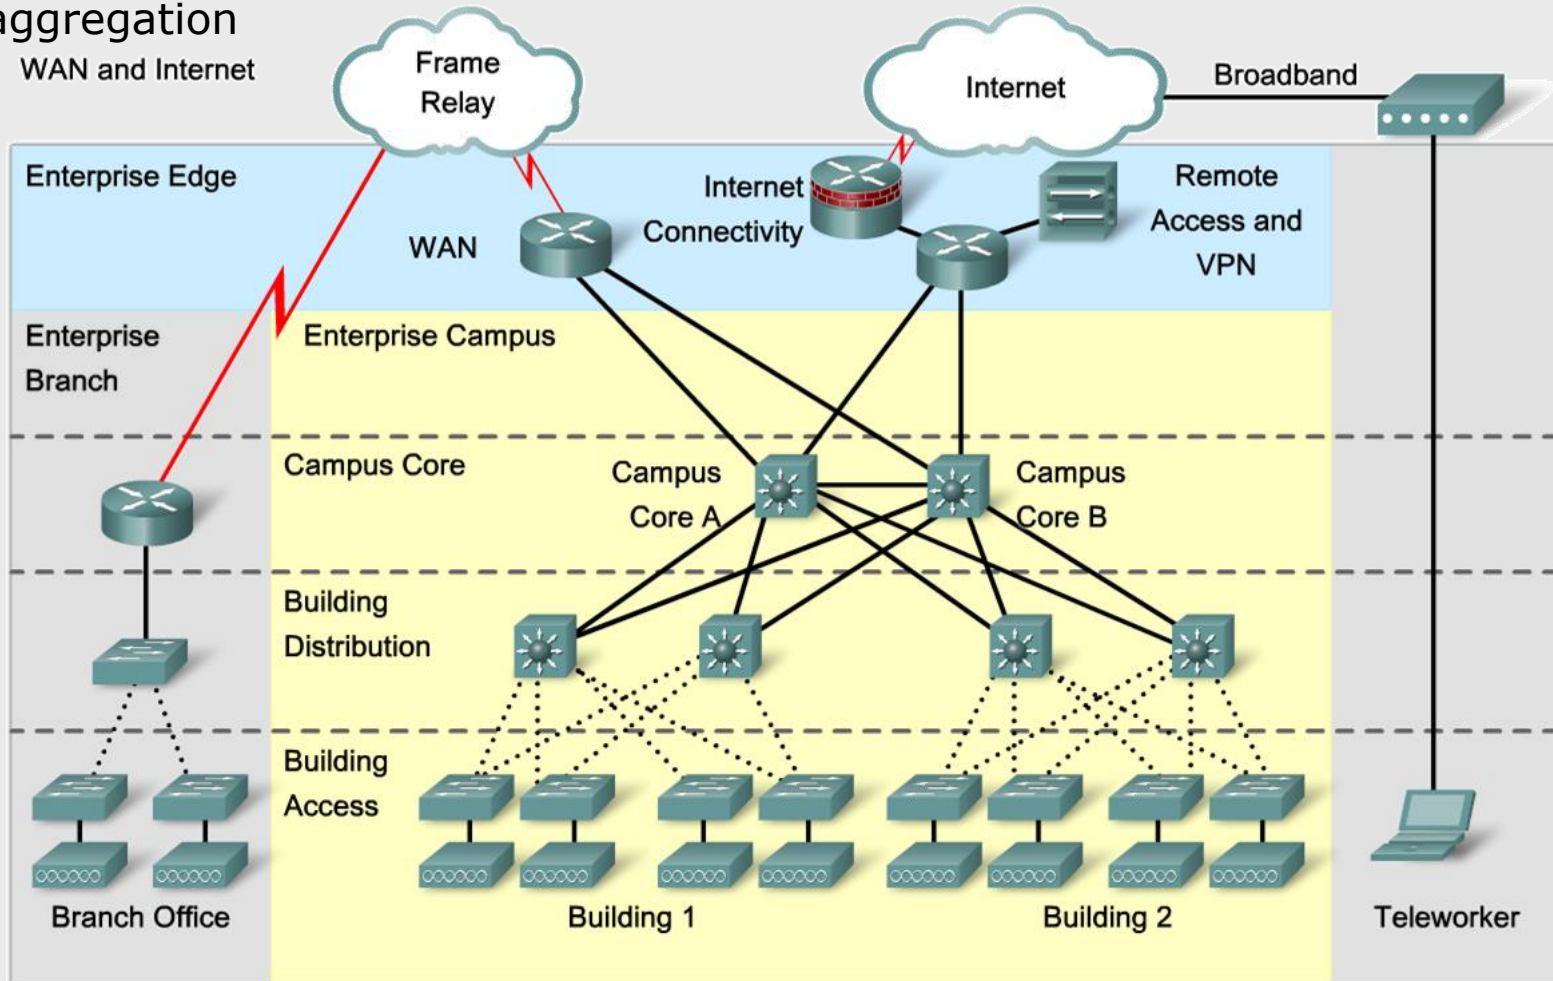 aggregation
WAN and Internet
Frame
Relay
Internet
Broadband
Enterprise Edge
WAN
Internet
Connectivity
Remote
Access and
VPN
Enterprise
Branch
Enterprise Campus
Campus Core
Campus
Core A
Campus
Core B
Building
Distribution
Building
Access
Branch Office
Building 1
Building 2
Teleworker